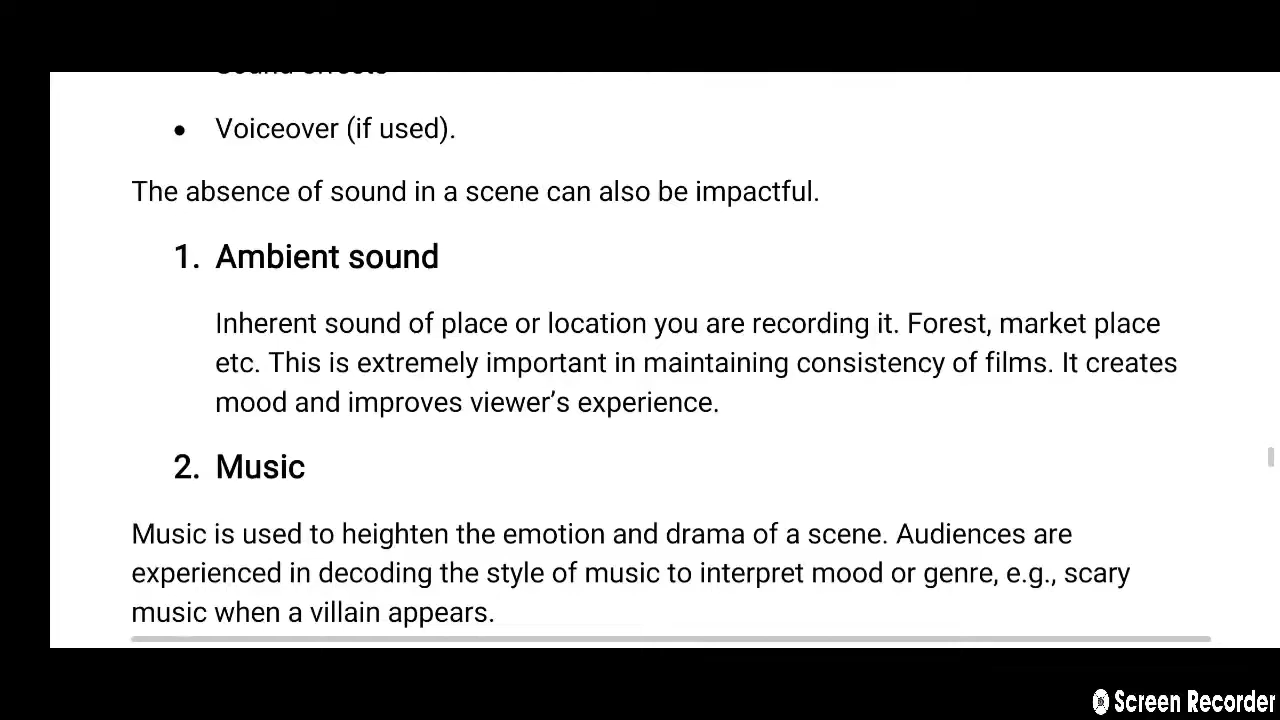 Sound effects
• Voiceover (if used).
The absence of sound in a scene can also be impactful.
1. Ambient sound
Inherent sound of place or location you are recording it. Forest, market place
etc. This is extremely important in maintaining consistency of films. It creates
mood and improves viewer’s experience.
2. Music
Music is used to heighten the emotion and drama of a scene. Audiences are
experienced in decoding the style of music to interpret mood or genre, e.g., scary
music when a villain appears.
Screen Recorder